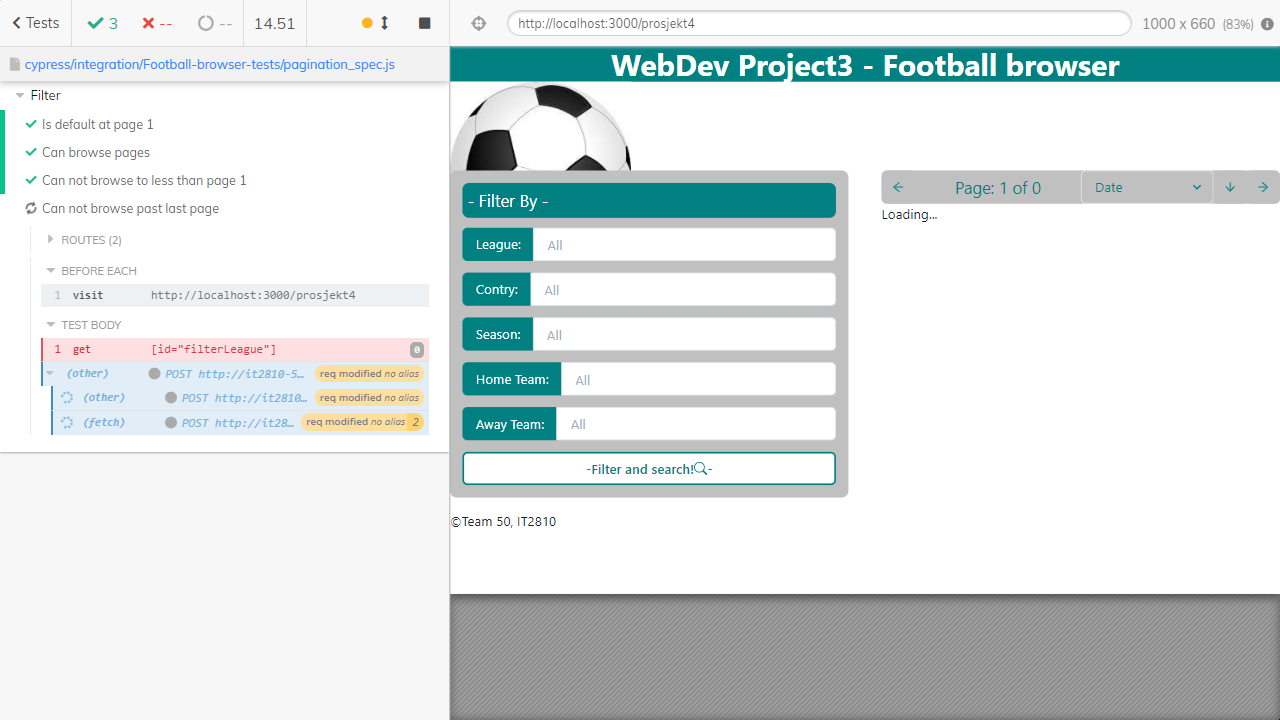 Tests
3
--
--
14.51
http://localhost:3000/prosjekt4
1000 x 660 (83%)
cypress/integration/Football-browser-tests/pagination_spec.js
Filter
Is default at page 1
Can browse pages
Can not browse to less than page 1
Can not browse past last page
ROUTES (2)
BEFORE EACH
1 visit http://localhost:3000/prosjekt4
TEST BODY
1 get [id="filterLeague"] 0
(other) POST http://it2810-5… req modified no alias
(other) POST http://it2810… req modified no alias
(fetch) POST http://it28… req modified no alias 2
WebDev Project3 - Football browser
- Filter By -
League: All
Contry: All
Season: All
Home Team: All
Away Team: All
-Filter and search!-
©Team 50, IT2810
Page: 1 of 0
Date
Loading...